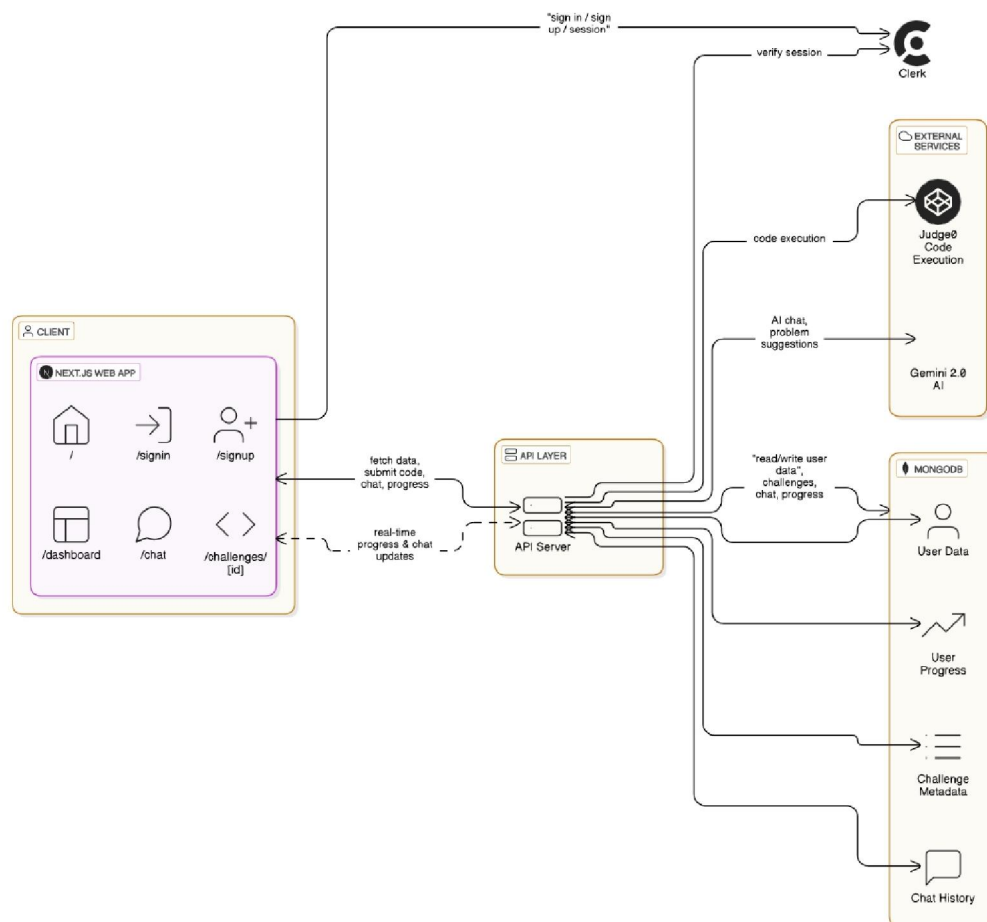 "sign in / sign
up / session"
verify session
Clerk
EXTERNAL
SERVICES
Judge0
Code
Execution
code execution
AI chat,
problem
suggestions
Gemini 2.0
AI
CLIENT
NEXT.JS WEB APP
/
/signin
/signup
/dashboard
/chat
/challenges/
[id]
fetch data,
submit code,
chat, progress
real-time
progress & chat
updates
API LAYER
API Server
"read/write user
data",
challenges,
chat, progress
MONGODB
User Data
User
Progress
Challenge
Metadata
Chat History